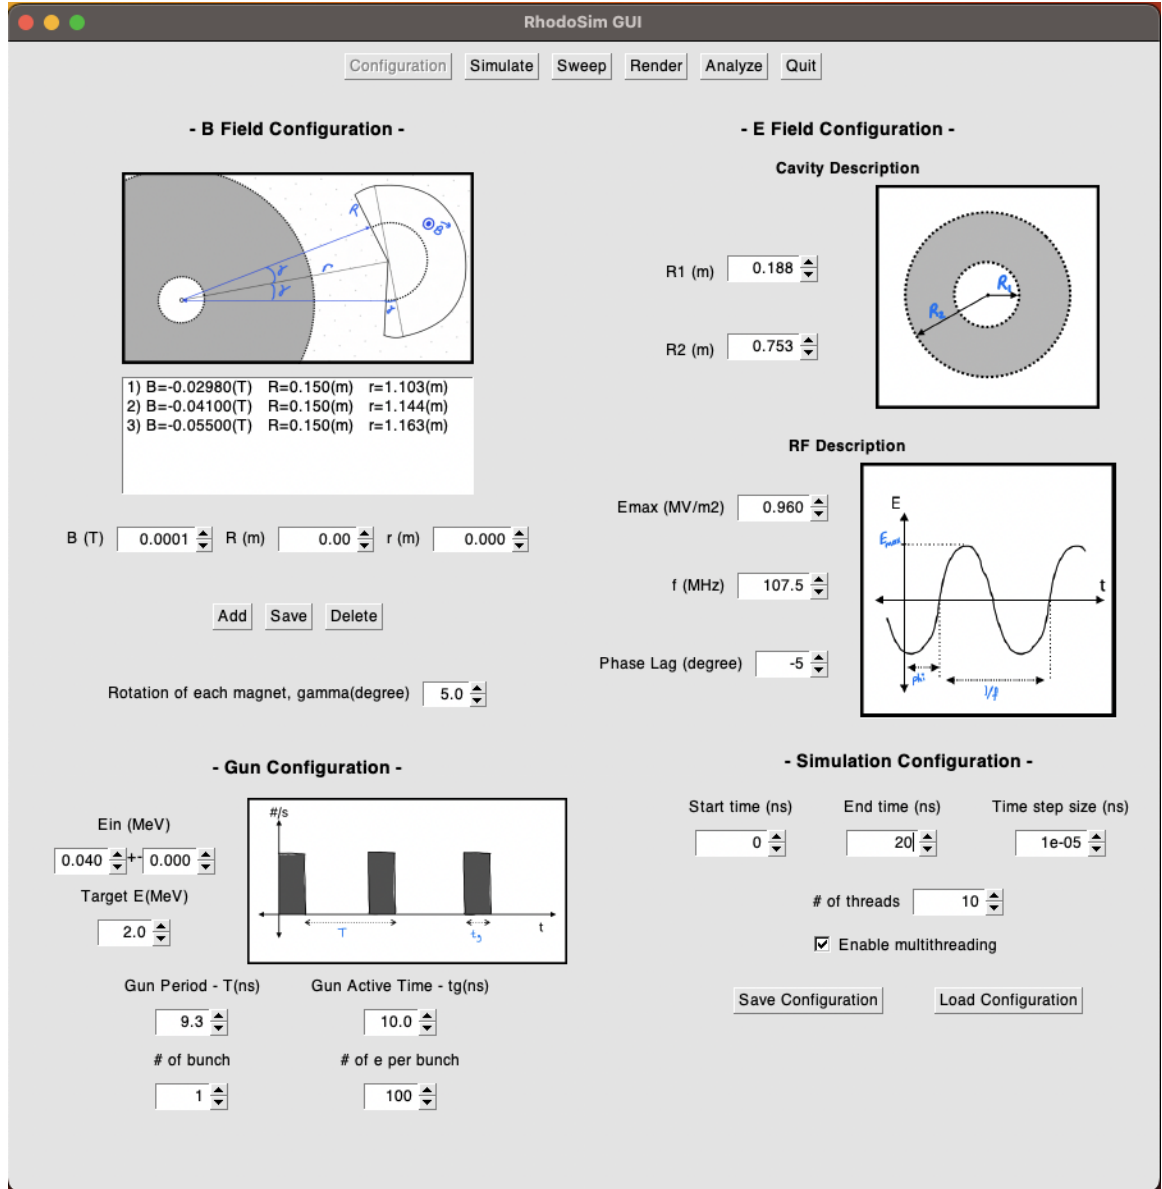 RhodoSim GUI
Configuration Simulate Sweep Render Analyze Quit
- B Field Configuration -
R
B
γ
r
γ
γ
1) B=-0.02980(T) R=0.150(m) r=1.103(m)
2) B=-0.04100(T) R=0.150(m) r=1.144(m)
3) B=-0.05500(T) R=0.150(m) r=1.163(m)
B (T) 0.0001 R (m) 0.00 r (m) 0.000
Add Save Delete
Rotation of each magnet, gamma(degree) 5.0
- E Field Configuration -
Cavity Description
R1 (m) 0.188
R2 (m) 0.753
R₁
R₂
RF Description
Emax (MV/m2) 0.960
f (MHz) 107.5
Phase Lag (degree) -5
E
Emax
t
phi
1/f
- Gun Configuration -
Ein (MeV)
0.040 +- 0.000
Target E(MeV)
2.0
#/s
T
tg
t
Gun Period - T(ns) Gun Active Time - tg(ns)
9.3 10.0
# of bunch # of e per bunch
1 100
- Simulation Configuration -
Start time (ns) End time (ns) Time step size (ns)
0 20 1e-05
# of threads 10
Enable multithreading
Save Configuration Load Configuration